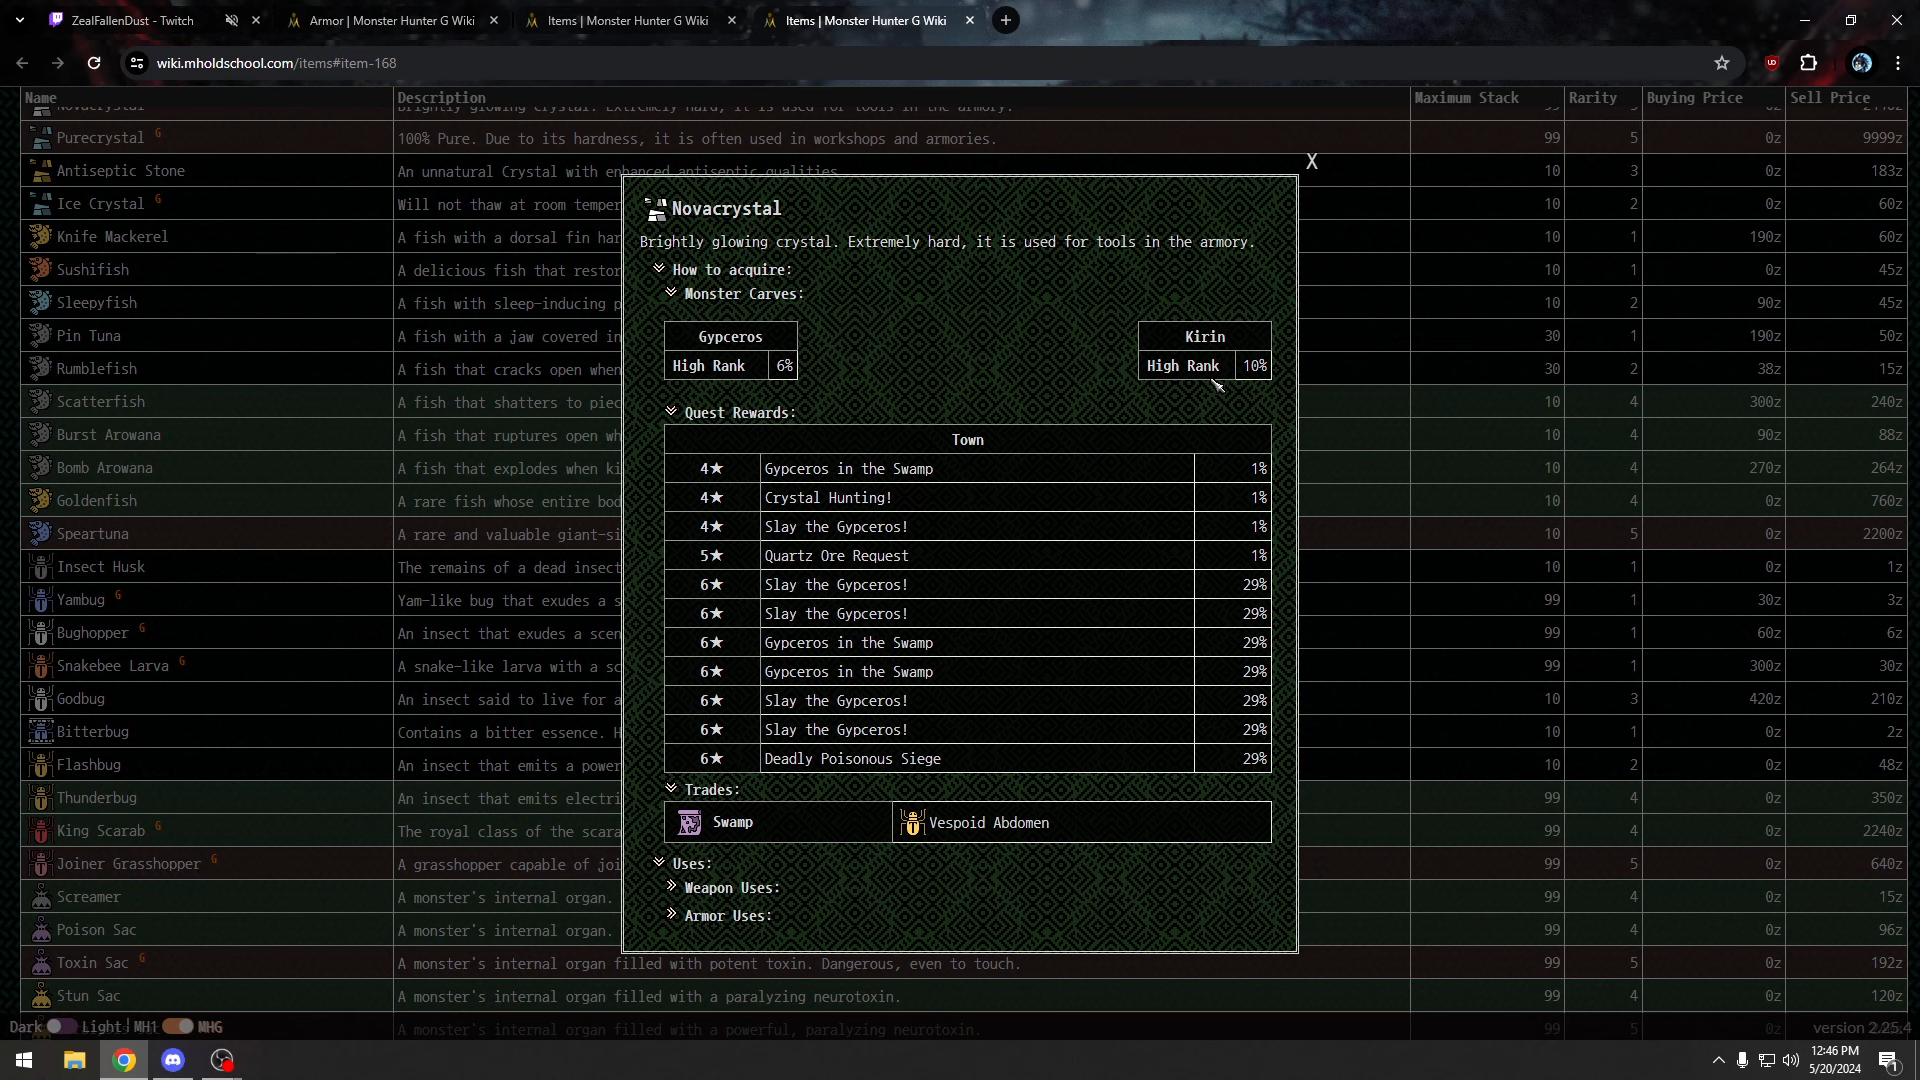 ZealFallenDust - Twitch
Armor | Monster Hunter G Wiki
Items | Monster Hunter G Wiki
Items | Monster Hunter G Wiki
wiki.mholdschool.com/items#item-168
Name Description Maximum Stack Rarity Buying Price Sell Price
Novacrystal Brightly glowing crystal. Extremely hard, it is used for tools in the armory.
Purecrystal G 100% Pure. Due to its hardness, it is often used in workshops and armories. 99 5 0z 9999z
Antiseptic Stone An unnatural Crystal with enhanced antiseptic qualities. 10 3 0z 183z
Ice Crystal G Will not thaw at room temper 10 2 0z 60z
Knife Mackerel A fish with a dorsal fin har 10 1 190z 60z
Sushifish A delicious fish that restor 10 1 0z 45z
Sleepyfish A fish with sleep-inducing p 10 2 90z 45z
Pin Tuna A fish with a jaw covered in 30 1 190z 50z
Rumblefish A fish that cracks open when 30 2 38z 15z
Scatterfish A fish that shatters to piec 10 4 300z 240z
Burst Arowana A fish that ruptures open wh 10 4 90z 88z
Bomb Arowana A fish that explodes when ki 10 4 270z 264z
Goldenfish A rare fish whose entire bod 10 4 0z 760z
Speartuna A rare and valuable giant-si 10 5 0z 2200z
Insect Husk The remains of a dead insect 10 1 0z 1z
Yambug G Yam-like bug that exudes a s 99 1 30z 3z
Bughopper G An insect that exudes a scen 99 1 60z 6z
Snakebee Larva G A snake-like larva with a sc 99 1 300z 30z
Godbug An insect said to live for a 10 3 420z 210z
Bitterbug Contains a bitter essence. H 10 1 0z 2z
Flashbug An insect that emits a power 10 2 0z 48z
Thunderbug An insect that emits electri 99 4 0z 350z
King Scarab G The royal class of the scara 99 4 0z 2240z
Joiner Grasshopper G A grasshopper capable of joi 99 5 0z 640z
Screamer A monster's internal organ. 99 4 0z 15z
Poison Sac A monster's internal organ. 99 4 0z 96z
Toxin Sac G A monster's internal organ filled with potent toxin. Dangerous, even to touch. 99 5 0z 192z
Stun Sac A monster's internal organ filled with a paralyzing neurotoxin. 99 4 0z 120z
A monster's internal organ filled with a powerful, paralyzing neurotoxin. 99 5 0z
X
Novacrystal
Brightly glowing crystal. Extremely hard, it is used for tools in the armory.
How to acquire:
Monster Carves:
Gypceros
High Rank 6%
Kirin
High Rank 10%
Quest Rewards:
Town
4★ Gypceros in the Swamp 1%
4★ Crystal Hunting! 1%
4★ Slay the Gypceros! 1%
5★ Quartz Ore Request 1%
6★ Slay the Gypceros! 29%
6★ Slay the Gypceros! 29%
6★ Gypceros in the Swamp 29%
6★ Gypceros in the Swamp 29%
6★ Slay the Gypceros! 29%
6★ Slay the Gypceros! 29%
6★ Deadly Poisonous Siege 29%
Trades:
Swamp Vespoid Abdomen
Uses:
Weapon Uses:
Armor Uses:
Dark Light | MH1 MHG
version 2.25.4
12:46 PM
5/20/2024
1